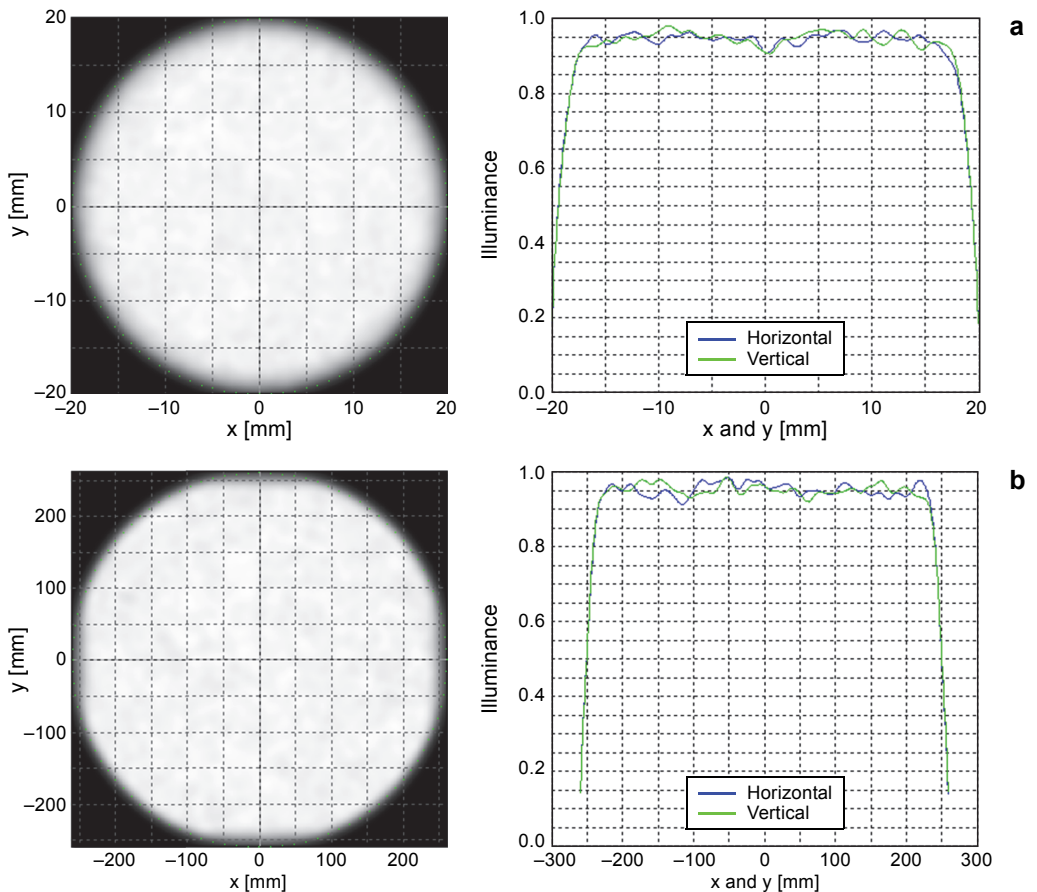 a
20
10
0
–10
–20
y [mm]
–20 –10 0 10 20
x [mm]
1.0
0.8
0.6
0.4
0.2
0.0
Illuminance
Horizontal
Vertical
–20 –10 0 10 20
x and y [mm]
b
200
100
0
–100
–200
y [mm]
–200 –100 0 100 200
x [mm]
1.0
0.8
0.6
0.4
0.2
0.0
Illuminance
Horizontal
Vertical
–300 –200 –100 0 100 200 300
x and y [mm]